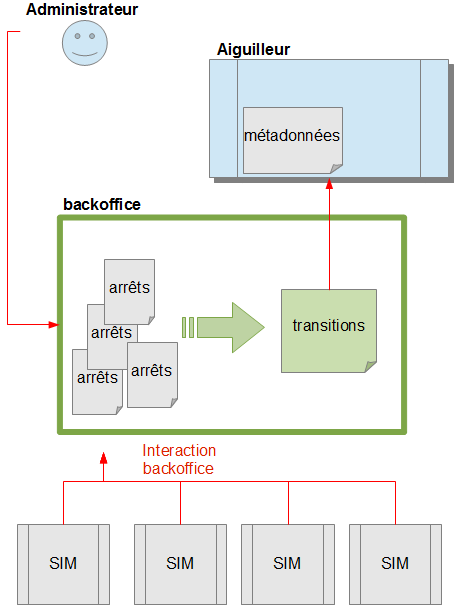 Administrateur
Aiguilleur
métadonnées
backoffice
arrêts
arrêts
arrêts
arrêts
transitions
Interaction
backoffice
SIM
SIM
SIM
SIM